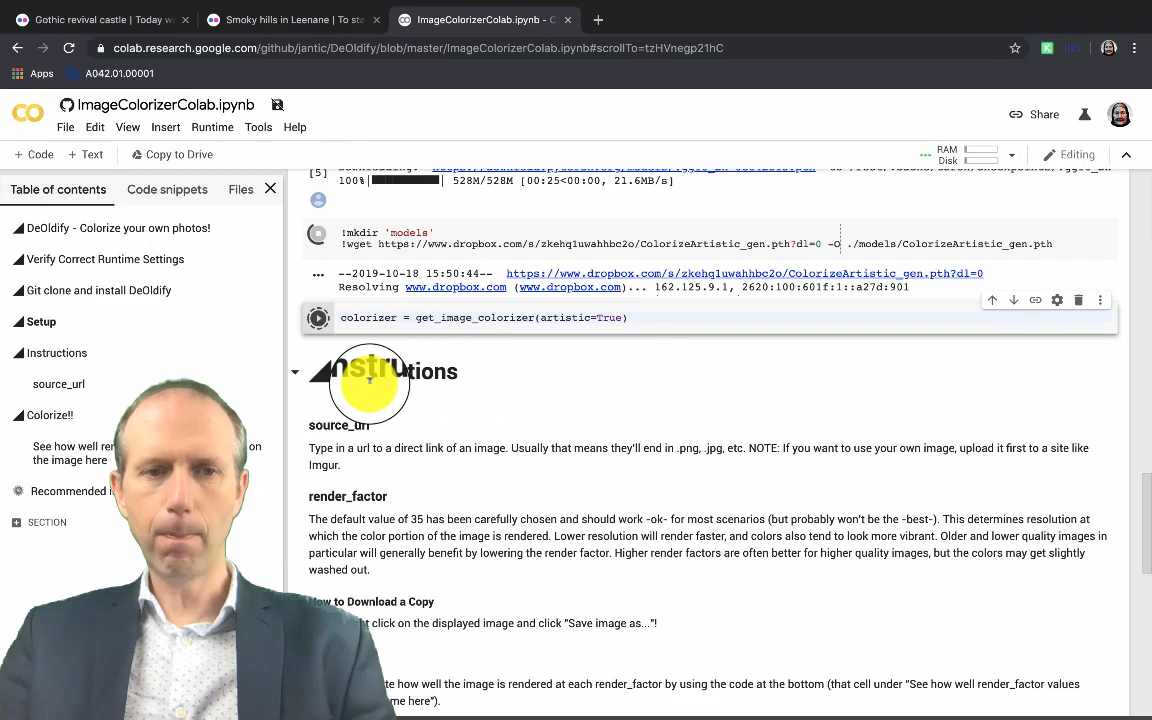 Gothic revival castle | Today w
Smoky hills in Leenane | To sta
ImageColorizerColab.ipynb - C
colab.research.google.com/github/jantic/DeOldify/blob/master/ImageColorizerColab.ipynb#scrollTo=tzHVnegp21hC
Apps
A042.01.00001
ImageColorizerColab.ipynb
Share
File Edit View Insert Runtime Tools Help
+ Code + Text Copy to Drive
RAM
Disk
Editing
Table of contents Code snippets Files
DeOldify - Colorize your own photos!
Verify Correct Runtime Settings
Git clone and install DeOldify
Setup
Instructions
source_url
Colorize!!
See how well on
the image here
Recommended
SECTION
[5]
100%| | 528M/528M [00:25<00:00, 21.6MB/s]
!mkdir 'models'
!wget https://www.dropbox.com/s/zkehq1uwahhbc2o/ColorizeArtistic_gen.pth?dl=0 -O ./models/ColorizeArtistic_gen.pth
--2019-10-18 15:50:44-- https://www.dropbox.com/s/zkehq1uwahhbc2o/ColorizeArtistic_gen.pth?dl=0
Resolving www.dropbox.com (www.dropbox.com)... 162.125.9.1, 2620:100:601f:1::a27d:901
colorizer = get_image_colorizer(artistic=True)
Instructions
source_url
Type in a url to a direct link of an image. Usually that means they'll end in .png, .jpg, etc. NOTE: If you want to use your own image, upload it first to a site like
Imgur.
render_factor
The default value of 35 has been carefully chosen and should work -ok- for most scenarios (but probably won't be the -best-). This determines resolution at
which the color portion of the image is rendered. Lower resolution will render faster, and colors also tend to look more vibrant. Older and lower quality images in
particular will generally benefit by lowering the render factor. Higher render factors are often better for higher quality images, but the colors may get slightly
washed out.
How to Download a Copy
click on the displayed image and click "Save image as..."!
how well the image is rendered at each render_factor by using the code at the bottom (that cell under "See how well render_factor values
me here").